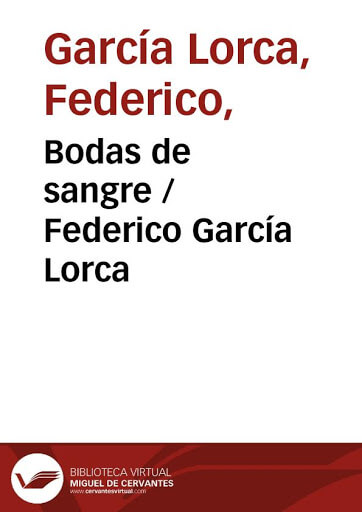 García Lorca,
Federico,
Bodas de
sangre /
Federico García
Lorca
BIBLIOTECA VIRTUAL
MIGUEL DE CERVANTES
www.cervantesvirtual.com